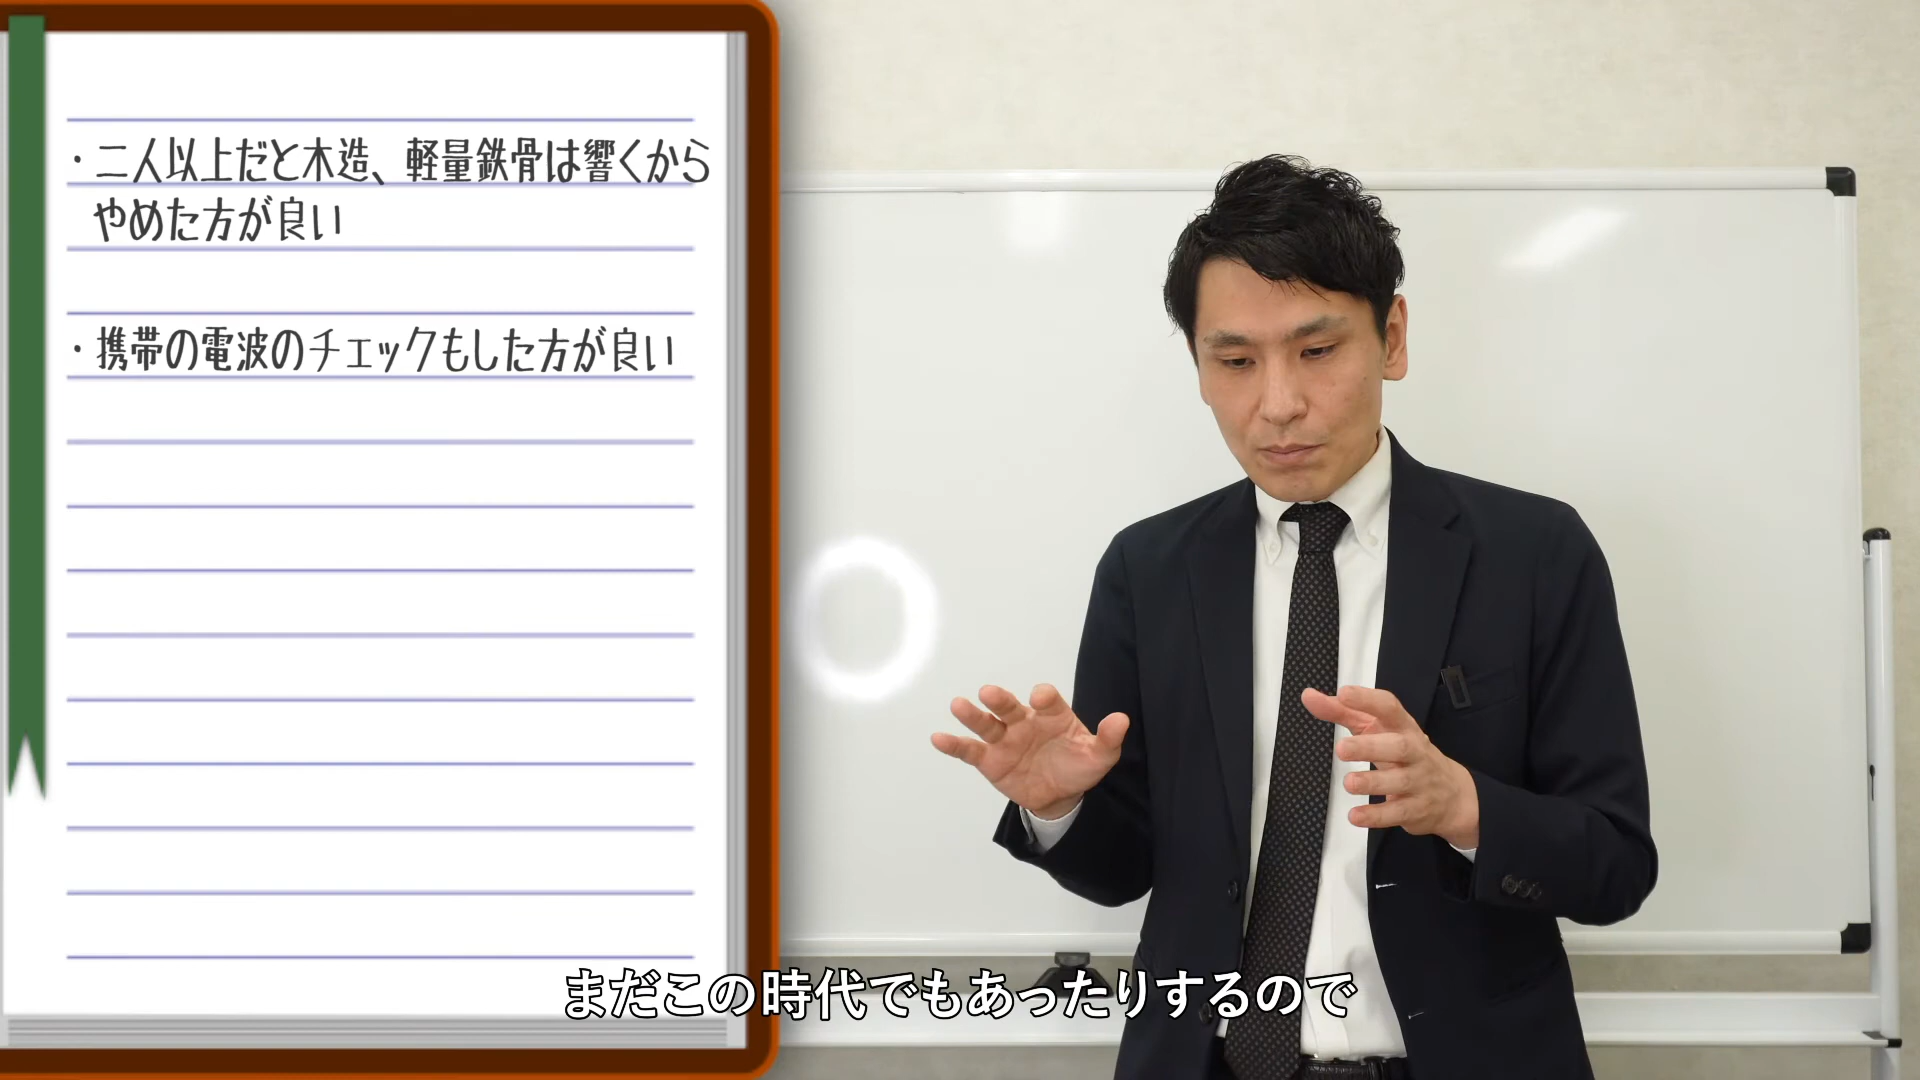 ・二人以上だと木造、軽量鉄骨は響くから
やめた方が良い
・携帯の電波のチェックもした方が良い
まだこの時代でもあったりするので